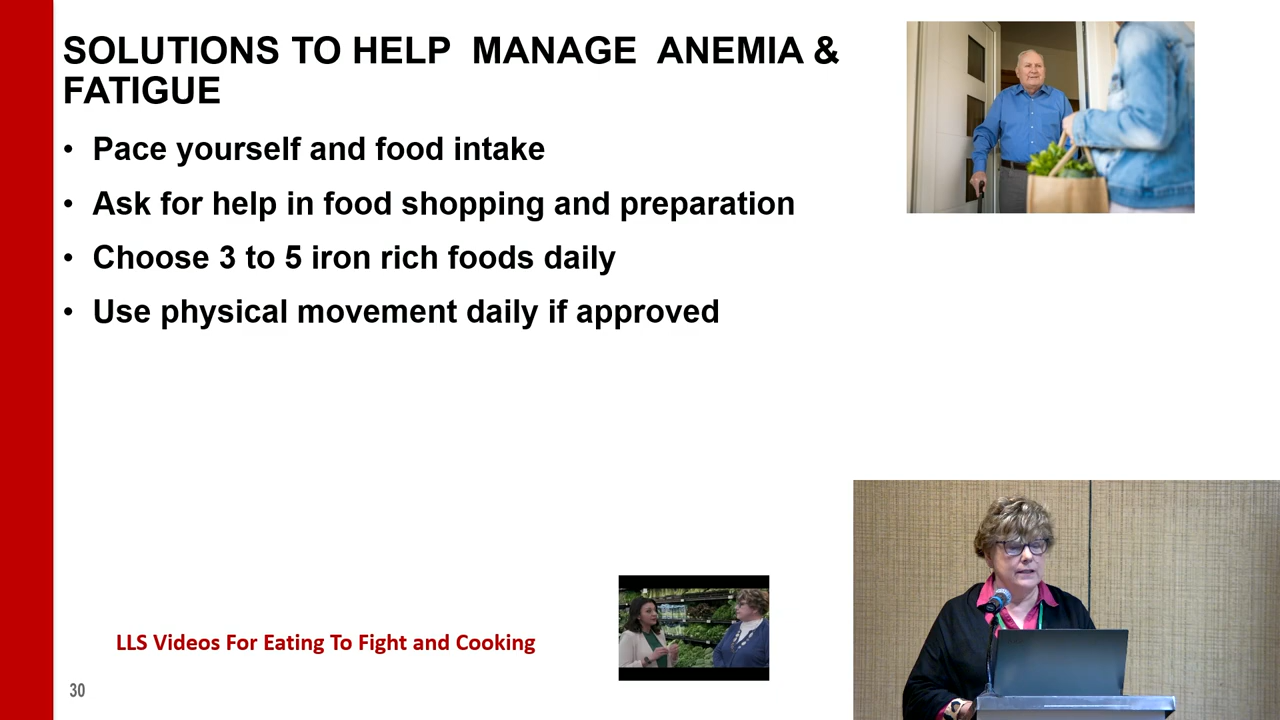 SOLUTIONS TO HELP MANAGE ANEMIA &
FATIGUE
• Pace yourself and food intake
• Ask for help in food shopping and preparation
• Choose 3 to 5 iron rich foods daily
• Use physical movement daily if approved
LLS Videos For Eating To Fight and Cooking
30